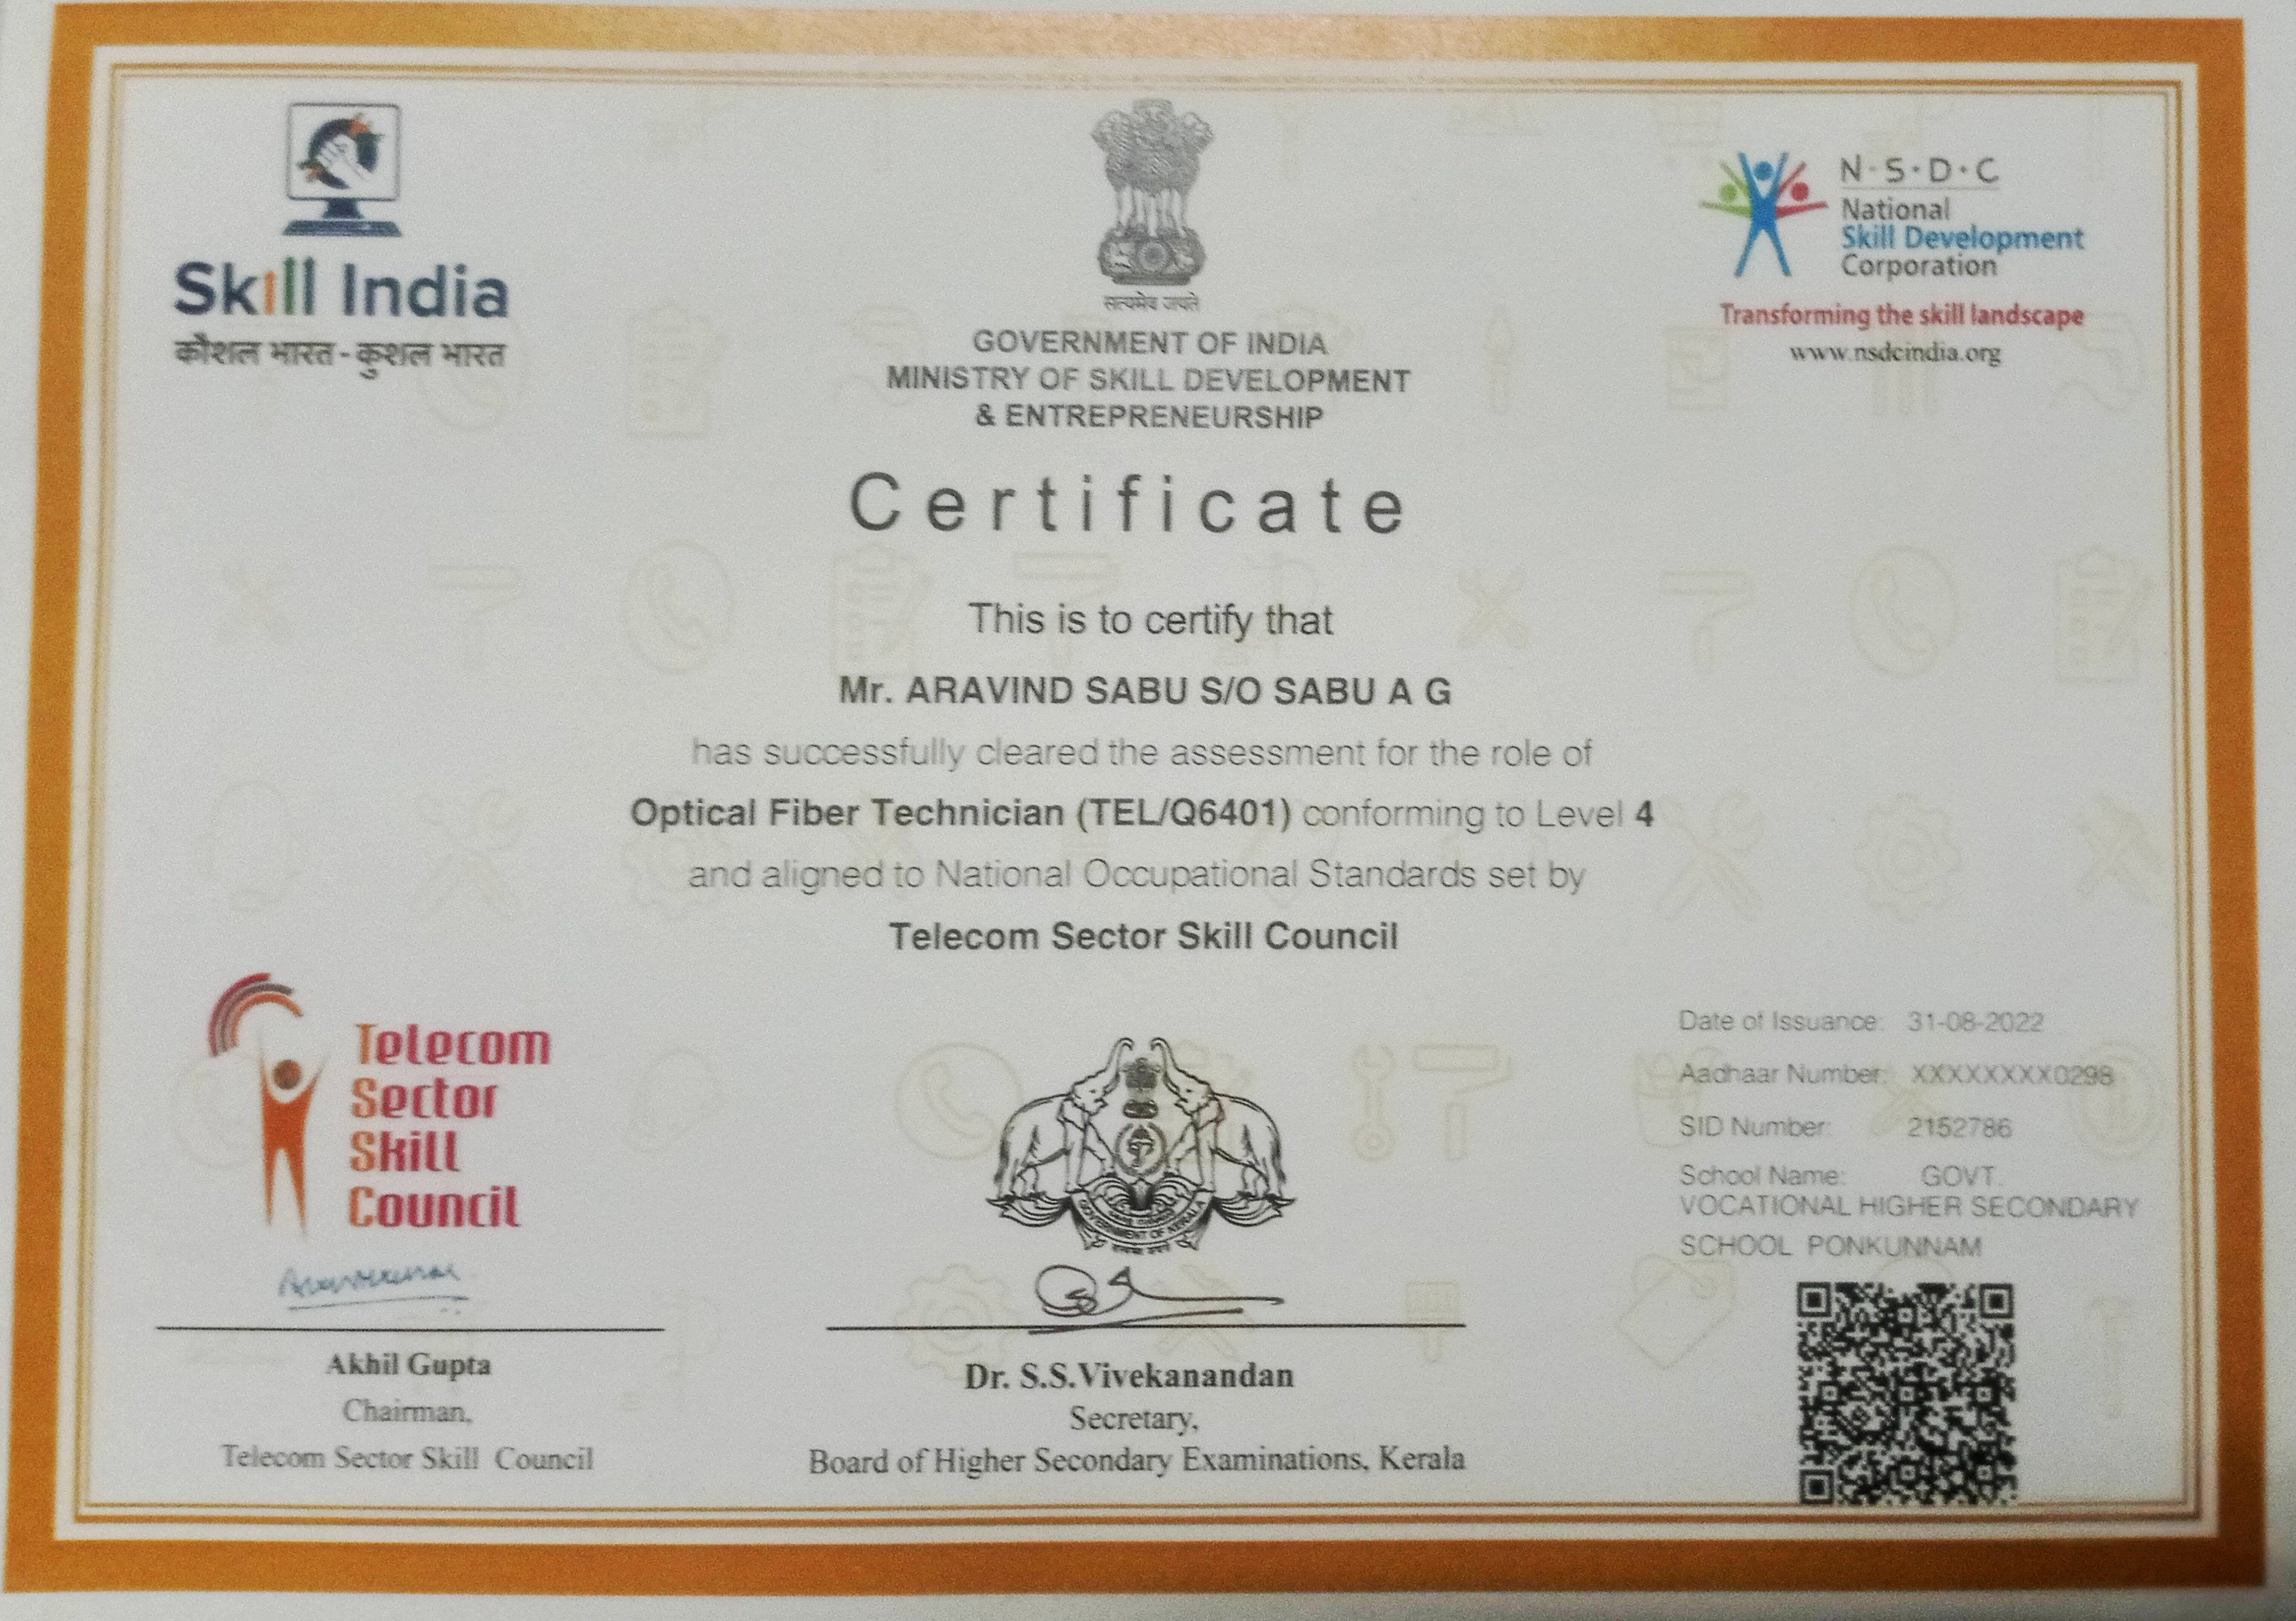 Skill India
कौशल भारत - कुशल भारत
सत्यमेव जयते
GOVERNMENT OF INDIA
MINISTRY OF SKILL DEVELOPMENT
& ENTREPRENEURSHIP
N·S·D·C
National
Skill Development
Corporation
Transforming the skill landscape
www.nsdcindia.org
Certificate
This is to certify that
Mr. ARAVIND SABU S/O SABU A G
has successfully cleared the assessment for the role of
Optical Fiber Technician (TEL/Q6401) conforming to Level 4
and aligned to National Occupational Standards set by
Telecom Sector Skill Council
Telecom
Sector
Skill
Council
GOVERNMENT OF KERALA
Date of Issuance: 31-08-2022
Aadhaar Number: XXXXXXXX0298
SID Number: 2152786
School Name: GOVT.
VOCATIONAL HIGHER SECONDARY
SCHOOL PONKUNNAM
Akhil Gupta
Chairman,
Telecom Sector Skill Council
Dr. S.S.Vivekanandan
Secretary,
Board of Higher Secondary Examinations, Kerala